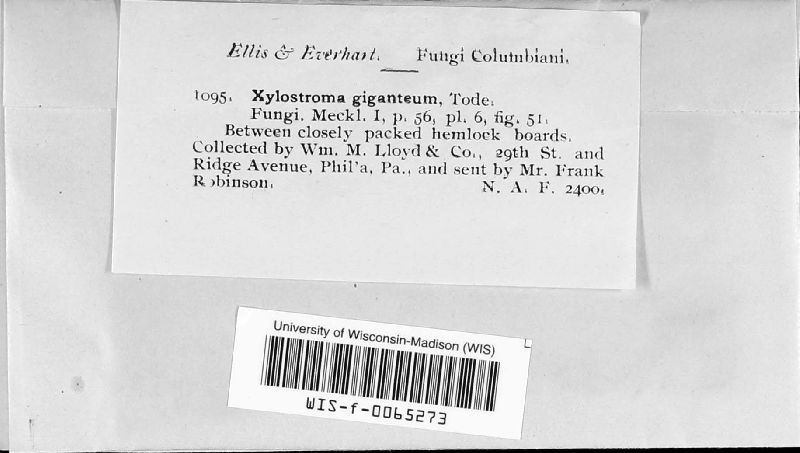 Ellis & Everhart. Fungi Columbiani.
1095. Xylostroma giganteum, Tode.
Fungi. Meckl. I, p. 56, pl. 6, fig. 51.
Between closely packed hemlock boards.
Collected by Wm. M. Lloyd & Co., 29th St. and
Ridge Avenue, Phil'a, Pa., and sent by Mr. Frank
Robinson. N. A. F. 2400.
University of Wisconsin-Madison (WIS)
WIS-f-0065273